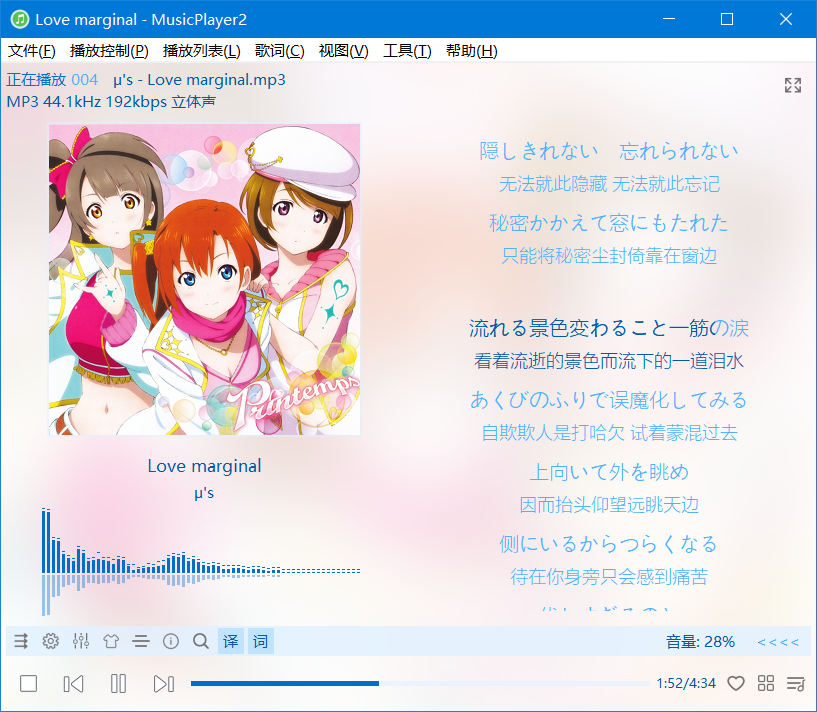 Love marginal - MusicPlayer2
文件(F) 播放控制(P) 播放列表(L) 歌词(C) 视图(V) 工具(T) 帮助(H)
正在播放 004 μ's - Love marginal.mp3
MP3 44.1kHz 192kbps 立体声
Printemps
Love marginal
μ's
隠しきれない 忘れられない
无法就此隐藏 无法就此忘记
秘密かかえて窓にもたれた
只能将秘密尘封倚靠在窗边
流れる景色変わること一筋の涙
看着流逝的景色而流下的一道泪水
あくびのふりで误魔化してみる
自欺欺人是打哈欠 试着蒙混过去
上向いて外を眺め
因而抬头仰望远眺天边
侧にいるからつらくなる
待在你身旁只会感到痛苦
译 词 音量: 28% <<<<
1:52/4:34